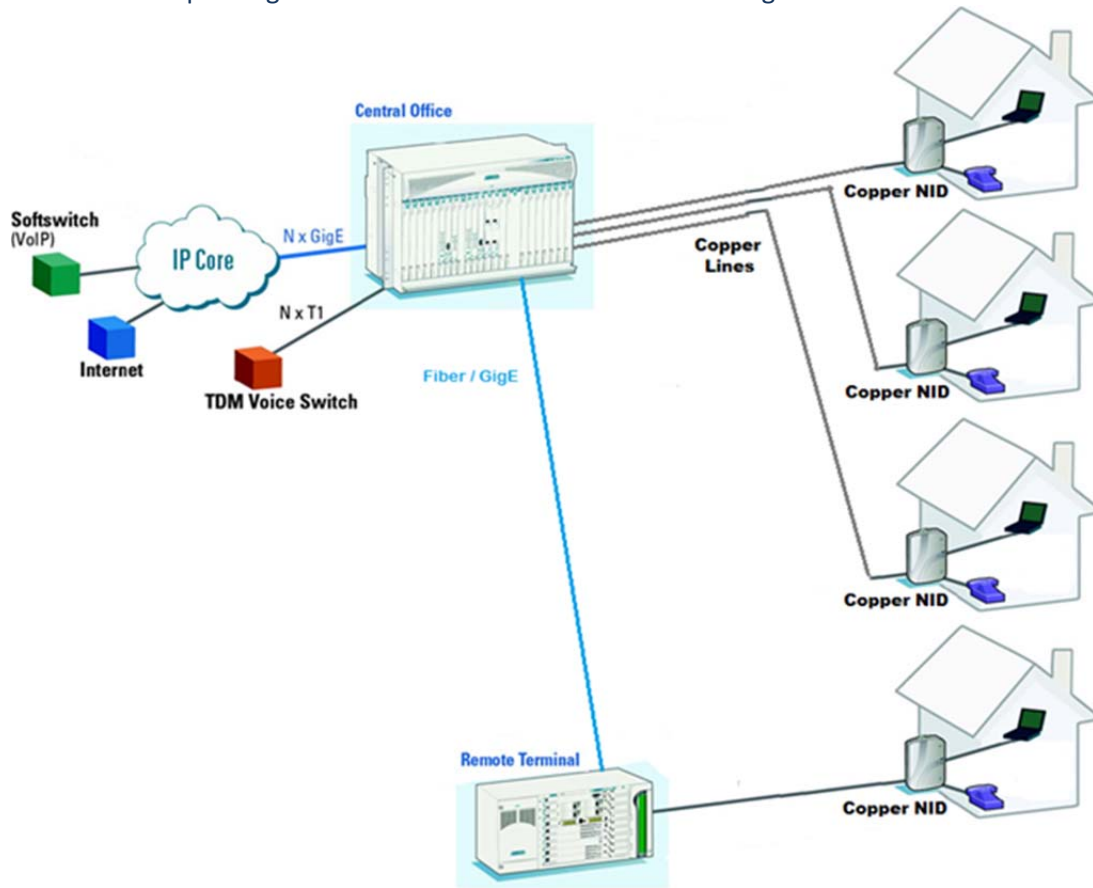 Central Office
Softswitch
(VoIP)
IP Core
N x GigE
N x T1
Internet
TDM Voice Switch
Fiber / GigE
Copper
Lines
Copper NID
Copper NID
Copper NID
Remote Terminal
Copper NID